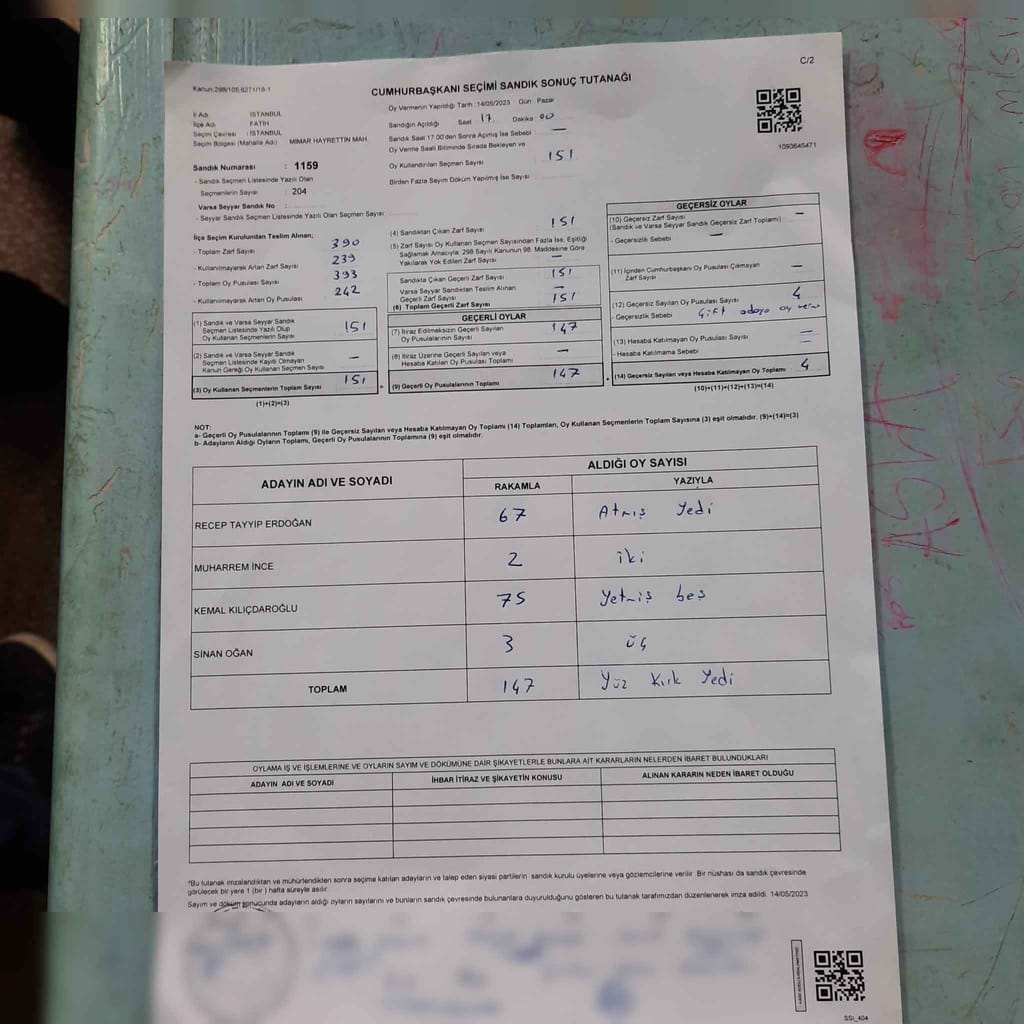 C/2
Kanun:298/105,6271/16-1
CUMHURBAŞKANI SEÇİMİ SANDIK SONUÇ TUTANAĞI
İl Adı : İSTANBUL
İlçe Adı : FATİH
Seçim Çevresi : İSTANBUL
Seçim Bölgesi (Mahalle Adı) MİMAR HAYRETTİN MAH
Sandık Numarası : 1159
- Sandık Seçmen Listesinde Yazılı Olan
Seçmenlerin Sayısı : 204
Varsa Seyyar Sandık No :
- Seyyar Sandık Seçmen Listesinde Yazılı Olan Seçmen Sayısı
Oy Vermenin Yapıldığı Tarih : 14/05/2023 Gün : Pazar
Sandığın Açıldığı Saat 17 Dakika 00
Sandık Saat 17:00'den Sonra Açılmış İse Sebebi —
Oy Verme Saati Bitiminde Sırada Bekleyen ve
Oy Kullandırılan Seçmen Sayısı 151
Birden Fazla Sayım Döküm Yapılmış İse Sayısı
1093645471
İlçe Seçim Kurulundan Teslim Alınan;
- Toplam Zarf Sayısı 390
- Kullanılmayarak Artan Zarf Sayısı 239
- Toplam Oy Pusulası Sayısı 393
- Kullanılmayarak Artan Oy Pusulası 242
(1) Sandık ve Varsa Seyyar Sandık
Seçmen Listesinde Yazılı Olup
Oy Kullanan Seçmenlerin Sayısı 151
(2) Sandık ve Varsa Seyyar Sandık
Seçmen Listesinde Kayıtlı Olmayan
Kanun Gereği Oy Kullanan Seçmen Sayısı —
(3) Oy Kullanan Seçmenlerin Toplam Sayısı 151
(1)+(2)=(3)
(4) Sandıktan Çıkan Zarf Sayısı 151
(5) Zarf Sayısı Oy Kullanan Seçmen Sayısından Fazla İse, Eşitliği
Sağlamak Amacıyla; 298 Sayılı Kanunun 98. Maddesine Göre
Yakılarak Yok Edilen Zarf Sayısı —
Sandıkta Çıkan Geçerli Zarf Sayısı 151
Varsa Seyyar Sandıktan Teslim Alınan
Geçerli Zarf Sayısı —
(6) Toplam Geçerli Zarf Sayısı 151
GEÇERLİ OYLAR
(7) İtiraz Edilmeksizin Geçerli Sayılan
Oy Pusulalarının Sayısı 147
(8) İtiraz Üzerine Geçerli Sayılan veya
Hesaba Katılan Oy Pusulası Toplamı —
(9) Geçerli Oy Pusulalarının Toplamı 147
GEÇERSİZ OYLAR
(10) Geçersiz Zarf Sayısı —
(Sandık ve Varsa Seyyar Sandık Geçersiz Zarf Toplamı)
- Geçersizlik Sebebi —
(11) İçinden Cumhurbaşkanı Oy Pusulası Çıkmayan
Zarf Sayısı —
(12) Geçersiz Sayılan Oy Pusulası Sayısı 4
- Geçersizlik Sebebi : Çift adaya oy
(13) Hesaba Katılmayan Oy Pusulası Sayısı —
- Hesaba Katılmama Sebebi —
(14) Geçersiz Sayılan veya Hesaba Katılmayan Oy Toplamı 4
(10)+(11)+(12)+(13)=(14)
NOT:
a- Geçerli Oy Pusulalarının Toplamı (9) ile Geçersiz Sayılan veya Hesaba Katılmayan Oy Toplamı (14) Toplamları, Oy Kullanan Seçmenlerin Toplam Sayısına (3) eşit olmalıdır. (9)+(14)=(3)
b- Adayların Aldığı Oyların Toplamı, Geçerli Oy Pusulalarının Toplamına (9) eşit olmalıdır.
ADAYIN ADI VE SOYADI ALDIĞI OY SAYISI
RAKAMLA YAZIYLA
RECEP TAYYİP ERDOĞAN 67 Atmış Yedi
MUHARREM İNCE 2 iki
KEMAL KILIÇDAROĞLU 75 Yetmiş beş
SİNAN OĞAN 3 üç
TOPLAM 147 Yüz Kırk Yedi
OYLAMA İŞ VE İŞLEMLERİNE VE OYLARIN SAYIM VE DÖKÜMÜNE DAİR ŞİKAYETLERLE BUNLARA AİT KARARLARIN NELERDEN İBARET BULUNDUKLARI
ADAYIN ADI VE SOYADI İHBAR İTİRAZ VE ŞİKAYETİN KONUSU ALINAN KARARIN NEDEN İBARET OLDUĞU
*Bu tutanak imzalandıktan ve mühürlendikten sonra seçime katılan adayların ve talep eden siyasi partilerin sandık kurulu üyelerine veya gözlemcilerine verilir. Bir nüshası da sandık çevresinde
görülecek bir yere 1 (bir) hafta süreyle asılır.
Sayım ve döküm sonucunda adayların aldığı oyların sayılarını ve bunların sandık çevresinde bulunanlara duyurulduğunu gösteren bu tutanak tarafımızdan düzenlenerek imza edildi. 14/05/2023
SSI_404